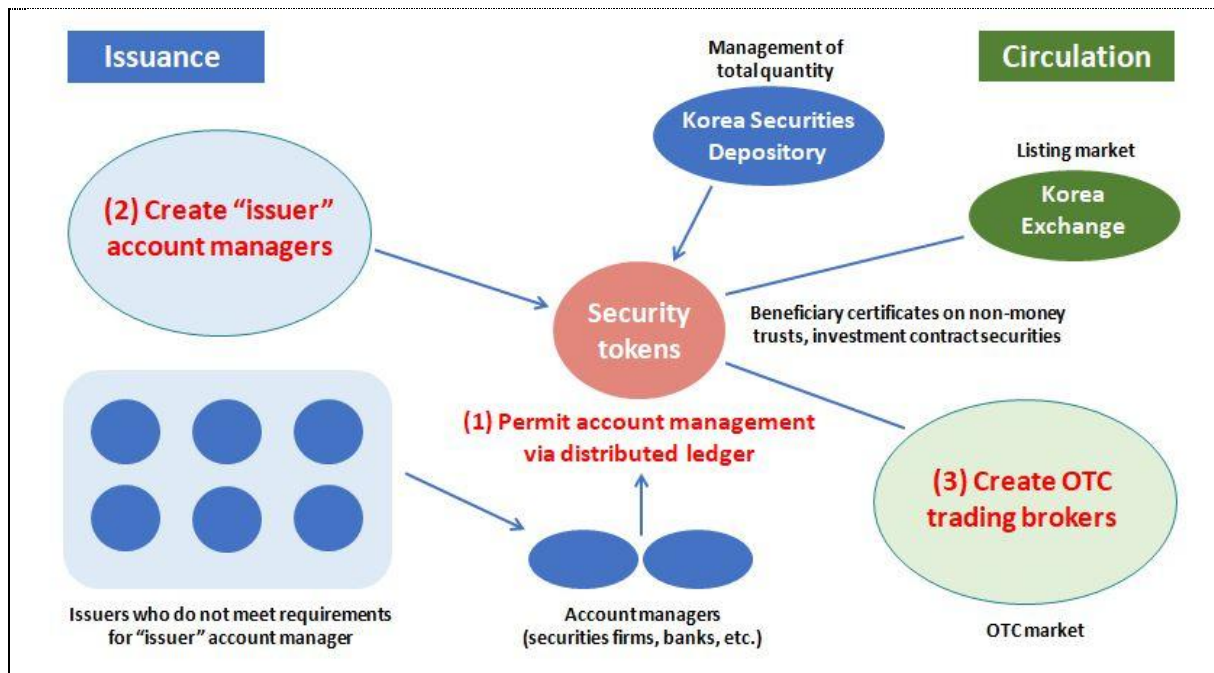 Issuance
Management of
total quantity
Circulation
Korea Securities
Depository
Listing market
Korea
Exchange
(2) Create “issuer”
account managers
Security
tokens
Beneficiary certificates on non-money
trusts, investment contract securities
(1) Permit account management
via distributed ledger
(3) Create OTC
trading brokers
Issuers who do not meet requirements
for “issuer” account manager
Account managers
(securities firms, banks, etc.)
OTC market